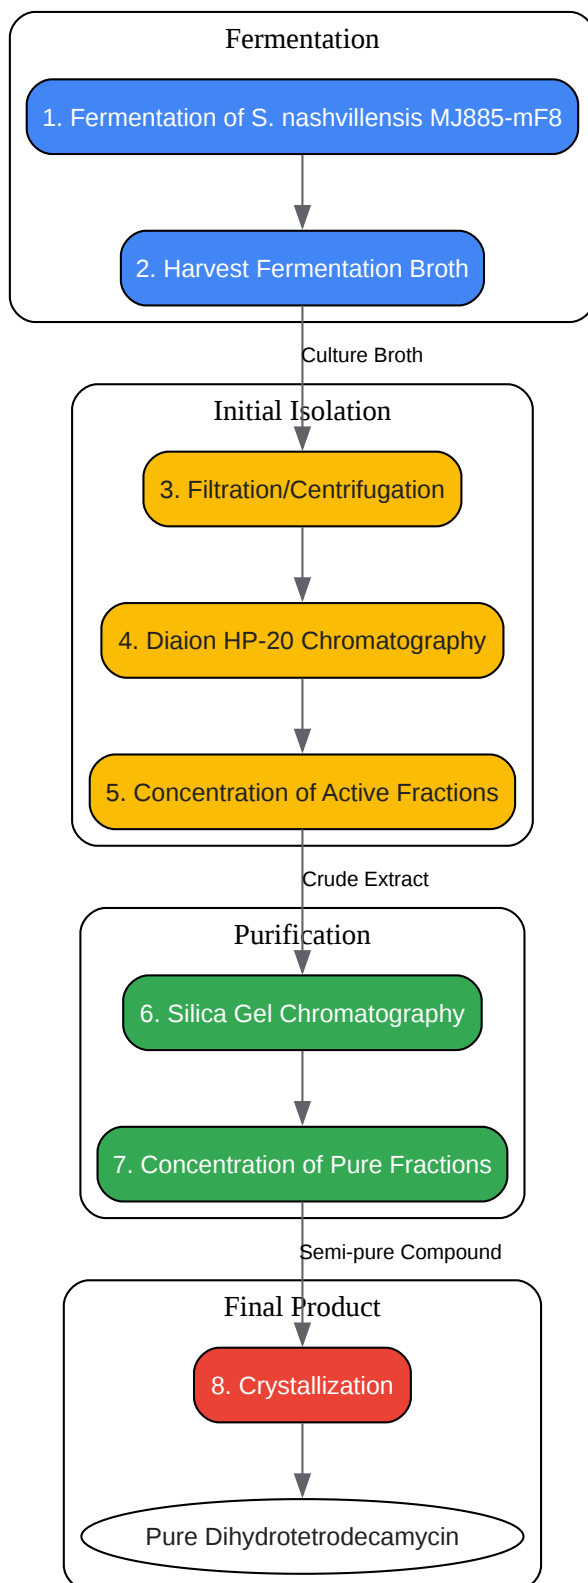 Fermentation
1. Fermentation of S. nashvillensis MJ885-mF8
2. Harvest Fermentation Broth
Culture Broth
Initial Isolation
3. Filtration/Centrifugation
4. Diaion HP-20 Chromatography
5. Concentration of Active Fractions
Crude Extract
Purification
6. Silica Gel Chromatography
7. Concentration of Pure Fractions
Semi-pure Compound
Final Product
8. Crystallization
Pure Dihydrotetrodecamycin